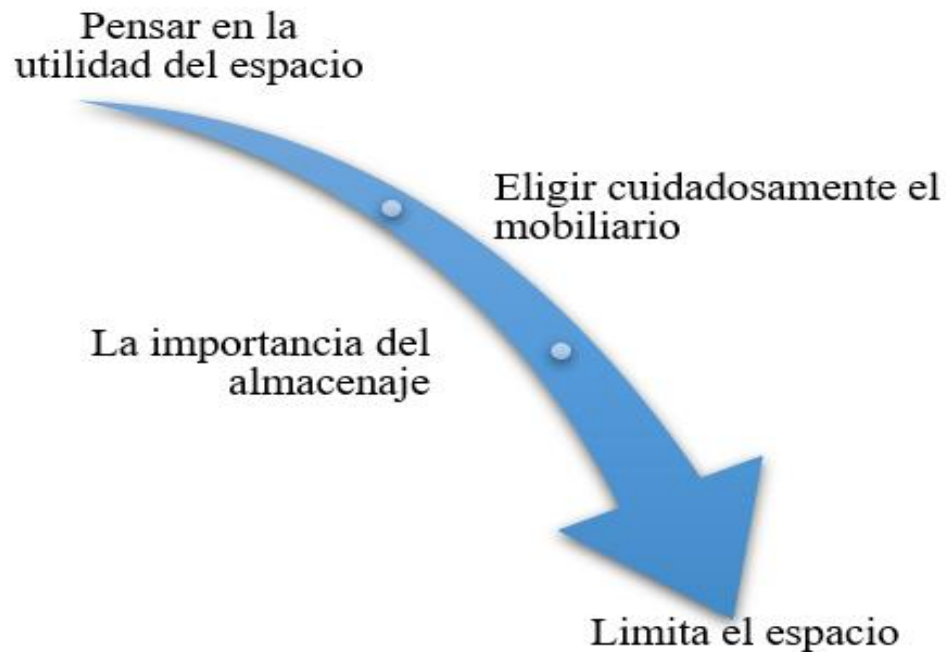 Pensar en la
utilidad del espacio
Eligir cuidadosamente el
mobiliario
La importancia del
almacenaje
Limita el espacio